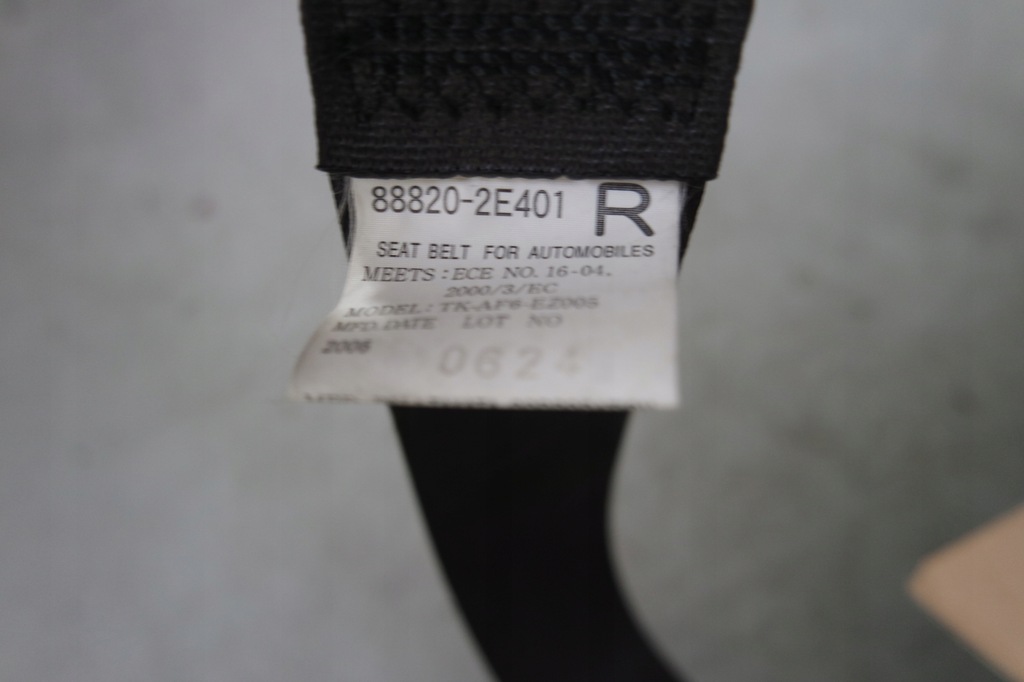 88820-2E401 R
SEAT BELT FOR AUTOMOBILES
MEETS : ECE NO. 16-04.
2000/3/EC
MODEL: TK-AF6-EZ005
MFD. DATE LOT NO
2006 0624